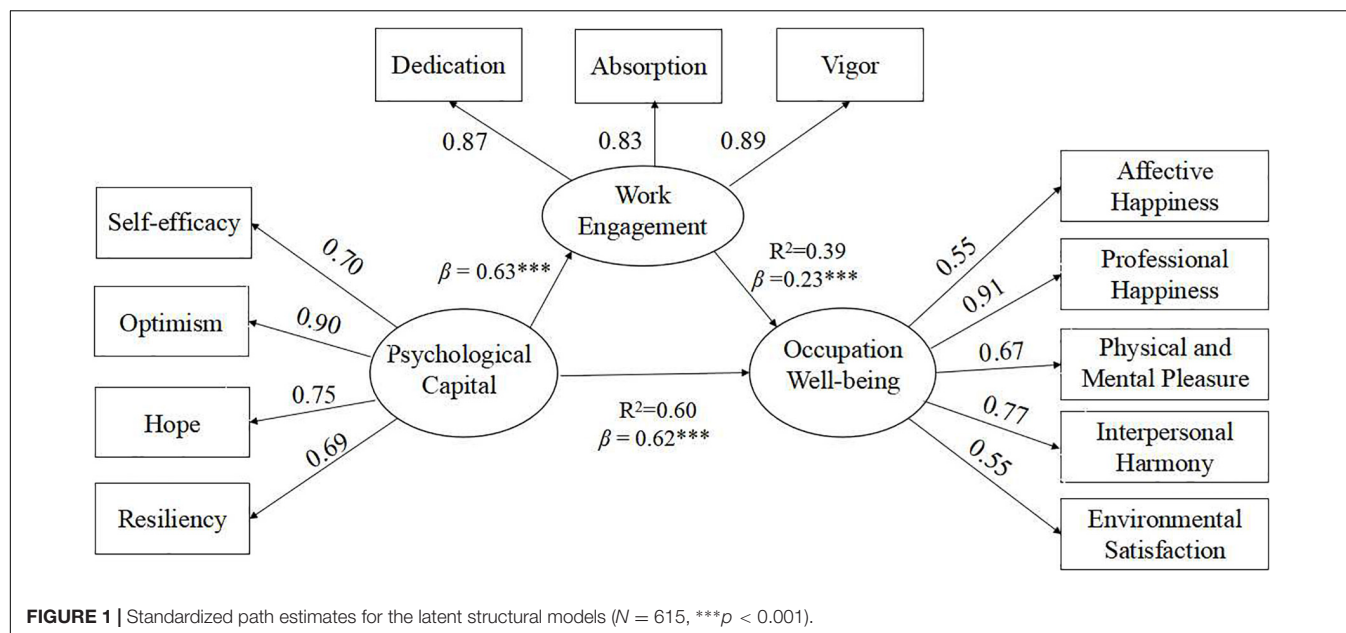 Dedication
Absorption
Vigor
0.87
0.83
0.89
Work
Engagement
Self-efficacy
Optimism
Hope
Resiliency
0.70
0.90
0.75
0.69
Psychological
Capital
β = 0.63***
R²=0.39
β =0.23***
R²=0.60
β = 0.62***
Occupation
Well-being
0.55
0.91
0.67
0.77
0.55
Affective
Happiness
Professional
Happiness
Physical and
Mental Pleasure
Interpersonal
Harmony
Environmental
Satisfaction
FIGURE 1 | Standardized path estimates for the latent structural models (N = 615, ***p < 0.001).